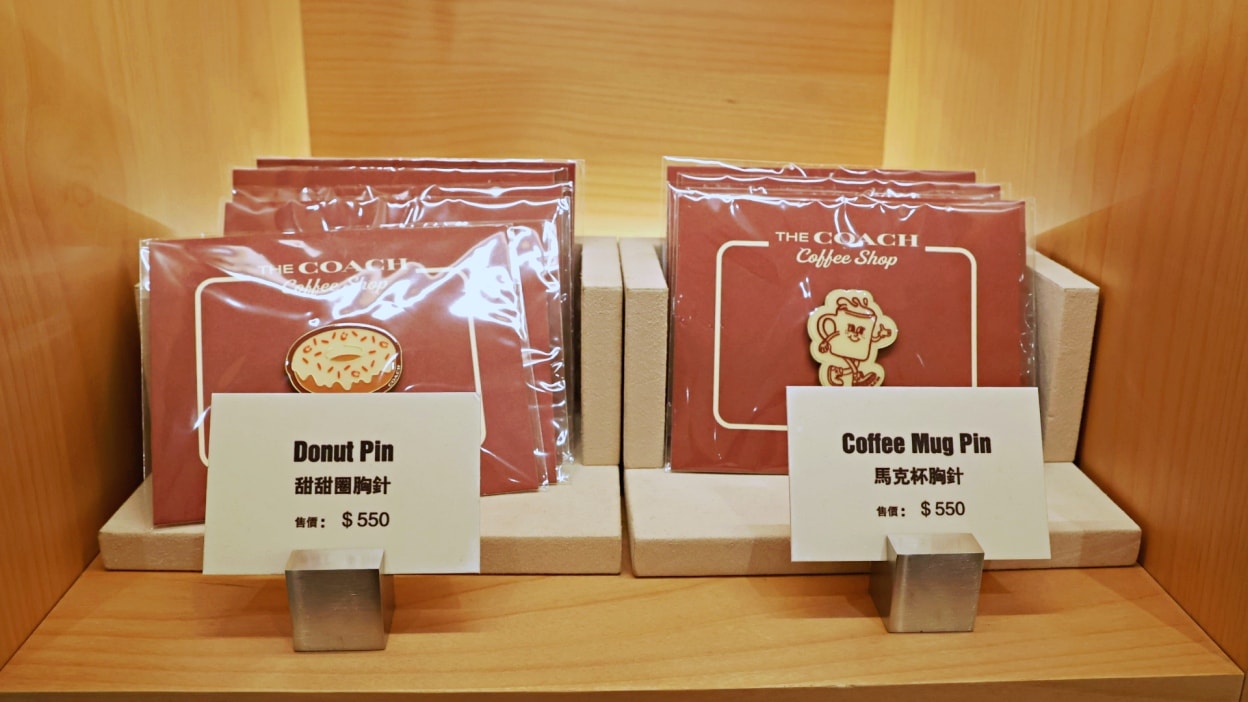 THE COACH
Coffee Shop
COACH
Donut Pin
甜甜圈胸針
售價： $550
THE COACH
Coffee Shop
Coffee Mug Pin
馬克杯胸針
售價： $550